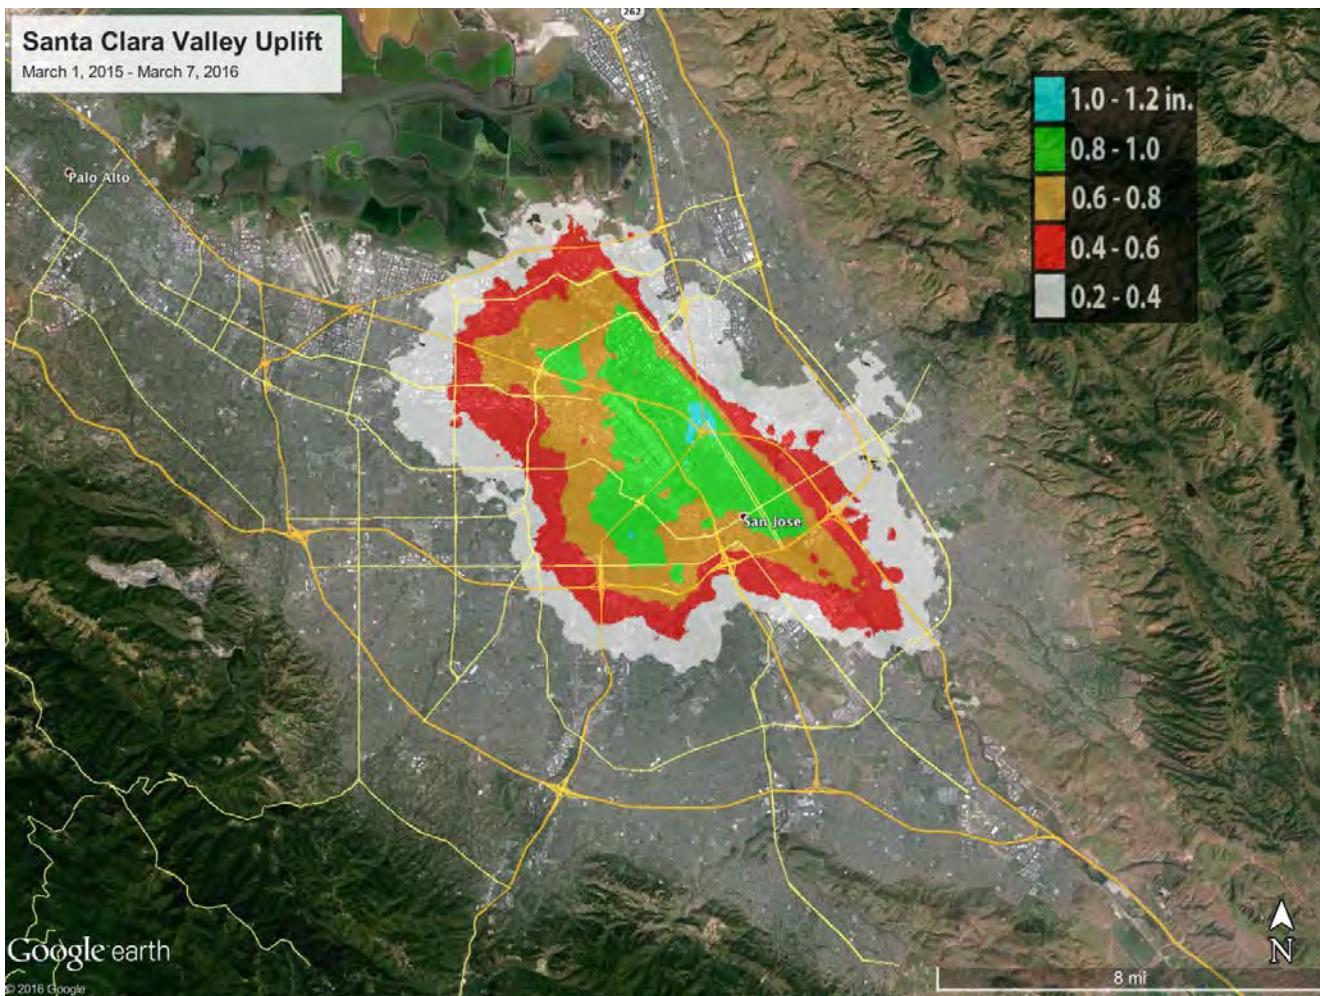 Santa Clara Valley Uplift
March 1, 2015 - March 7, 2016
262
1.0 - 1.2 in.
0.8 - 1.0
0.6 - 0.8
0.4 - 0.6
0.2 - 0.4
Palo Alto
San Jose
Google earth
© 2016 Google
N
8 mi